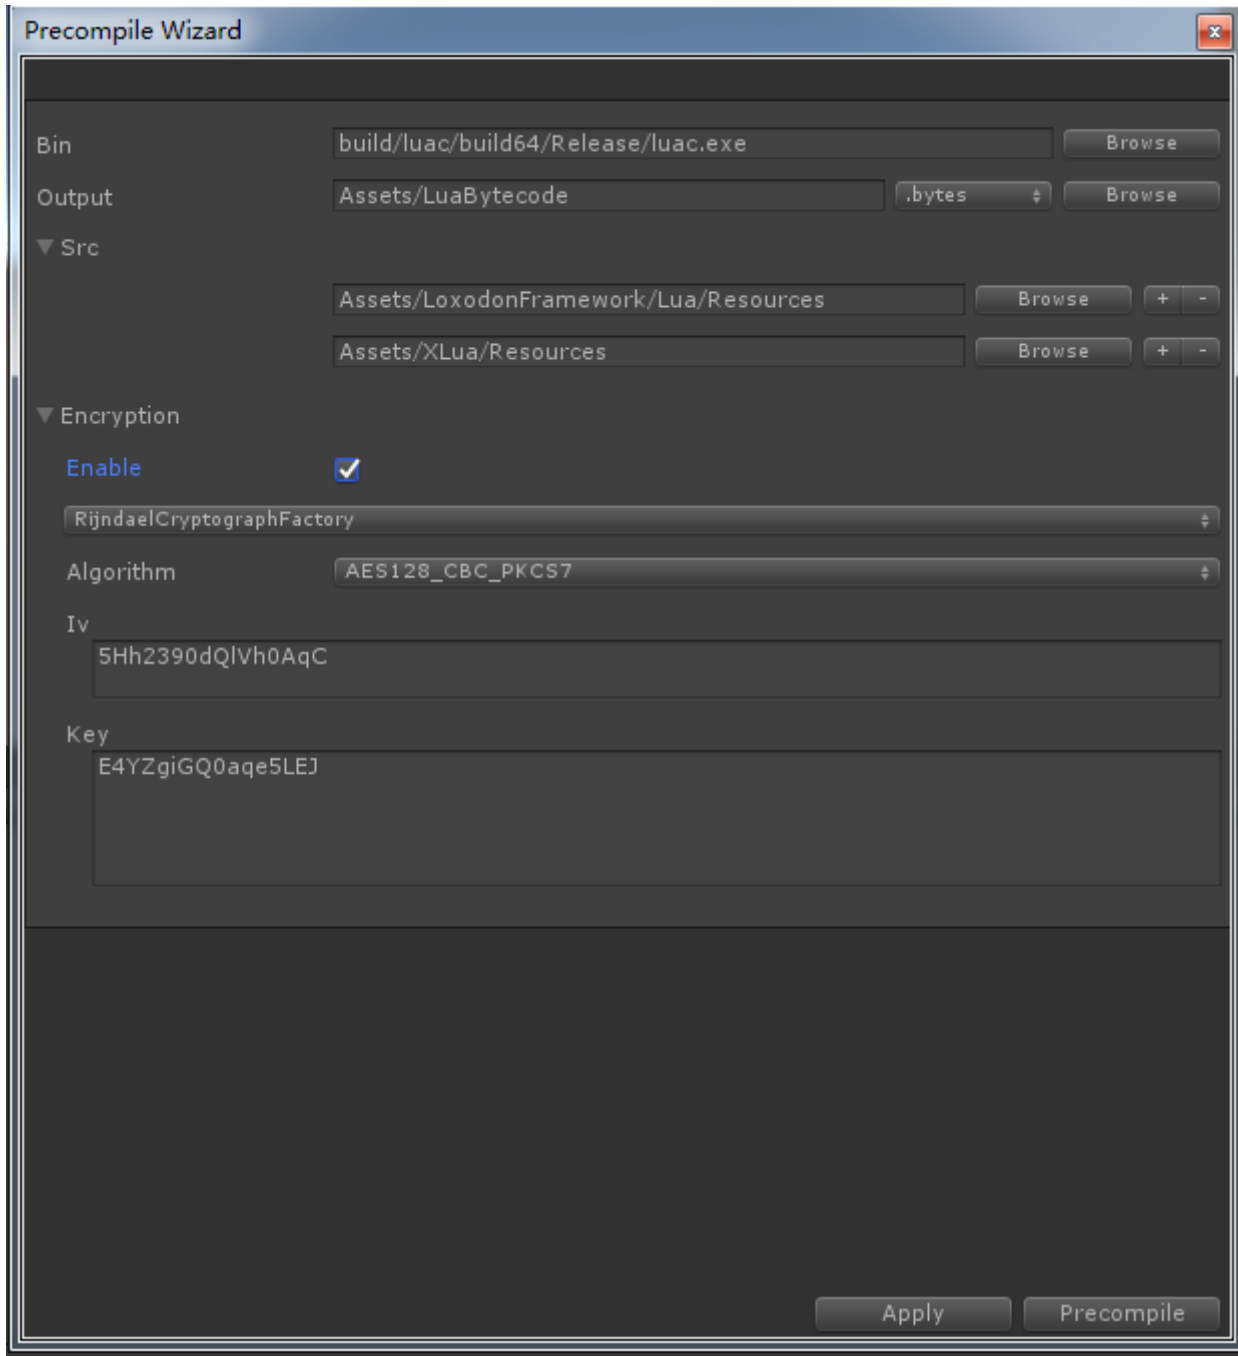 Precompile Wizard
Bin build/luac/build64/Release/luac.exe Browse
Output Assets/LuaBytecode .bytes Browse
Src
Assets/LoxodonFramework/Lua/Resources Browse + -
Assets/XLua/Resources Browse + -
Encryption
Enable
RijndaelCryptographFactory
Algorithm AES128_CBC_PKCS7
Iv
5Hh2390dQlVh0AqC
Key
E4YZgiGQ0aqe5LEJ
Apply Precompile